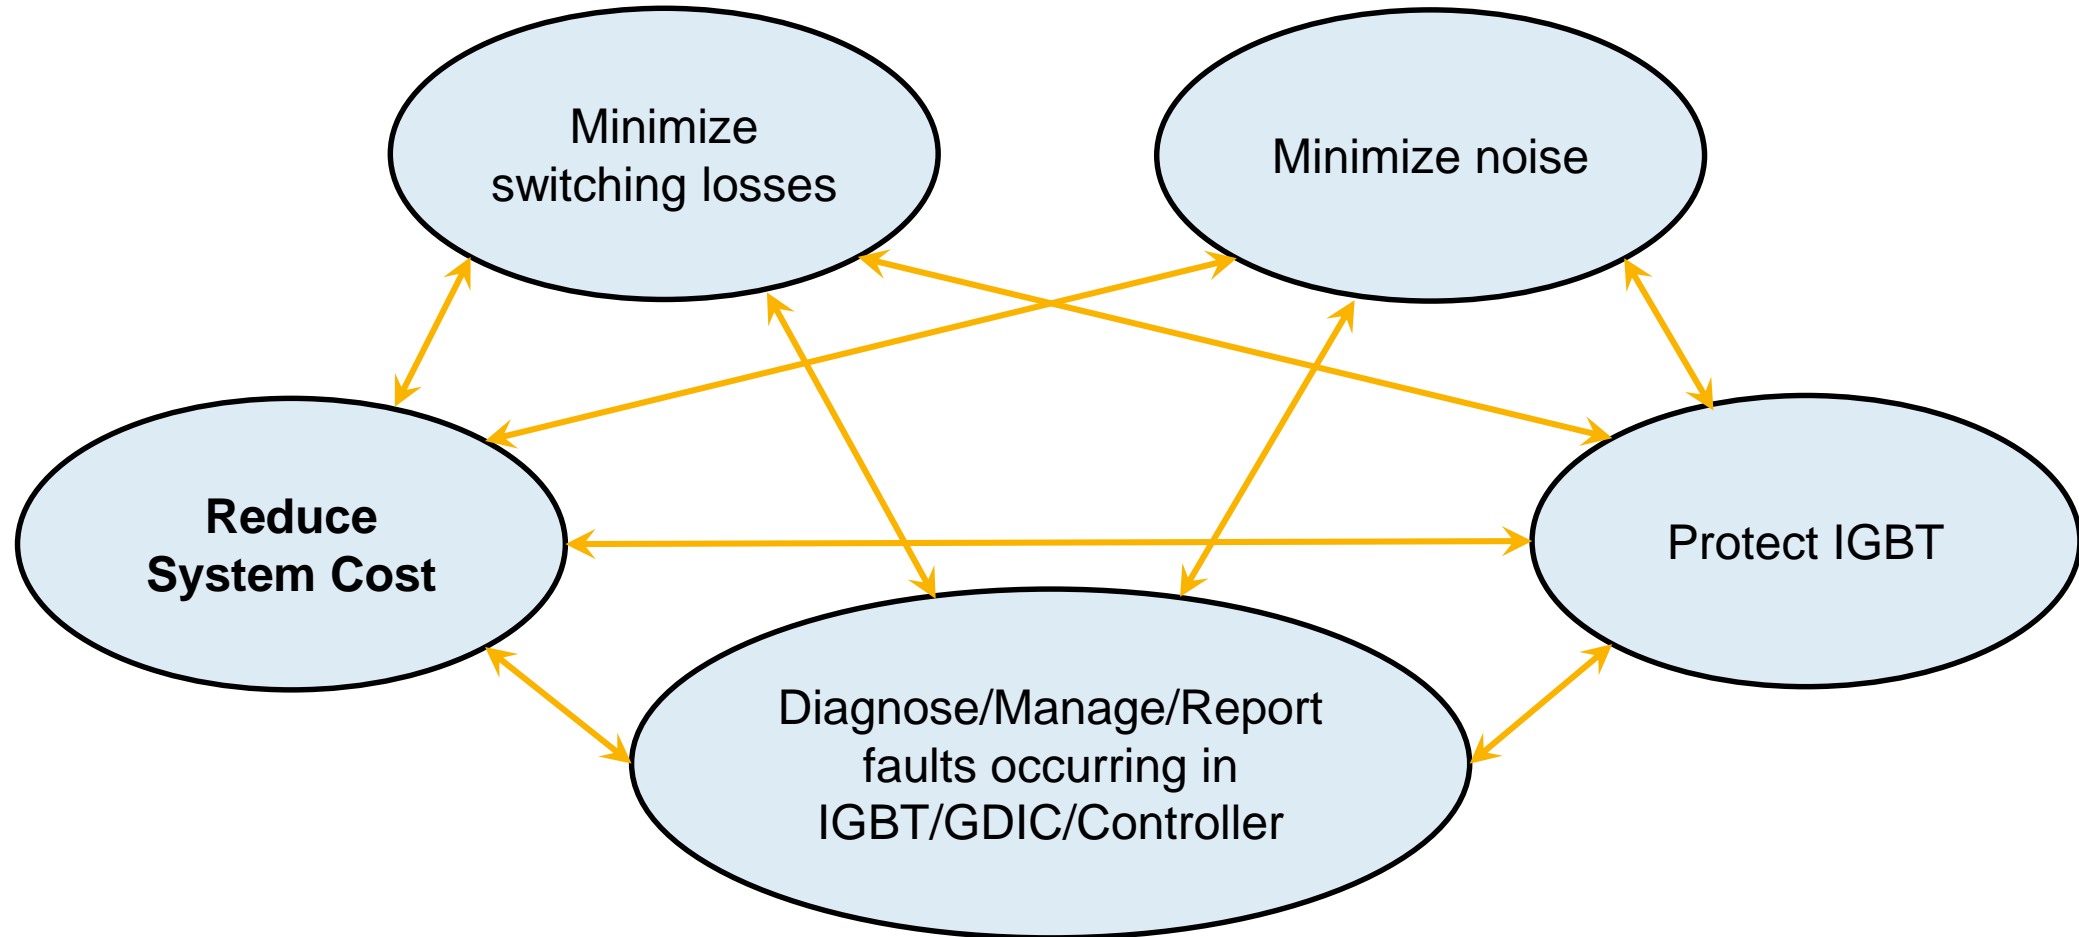 Minimize
switching losses
Minimize noise
Reduce
System Cost
Protect IGBT
Diagnose/Manage/Report
faults occurring in
IGBT/GDIC/Controller